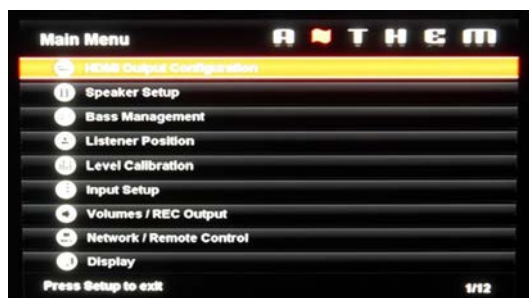 Main Menu
A N T H E M
HDMI Output Configuration
Speaker Setup
Bass Management
Listener Position
Level Calibration
Input Setup
Volumes / REC Output
Network / Remote Control
Display
Press Setup to exit
1/12